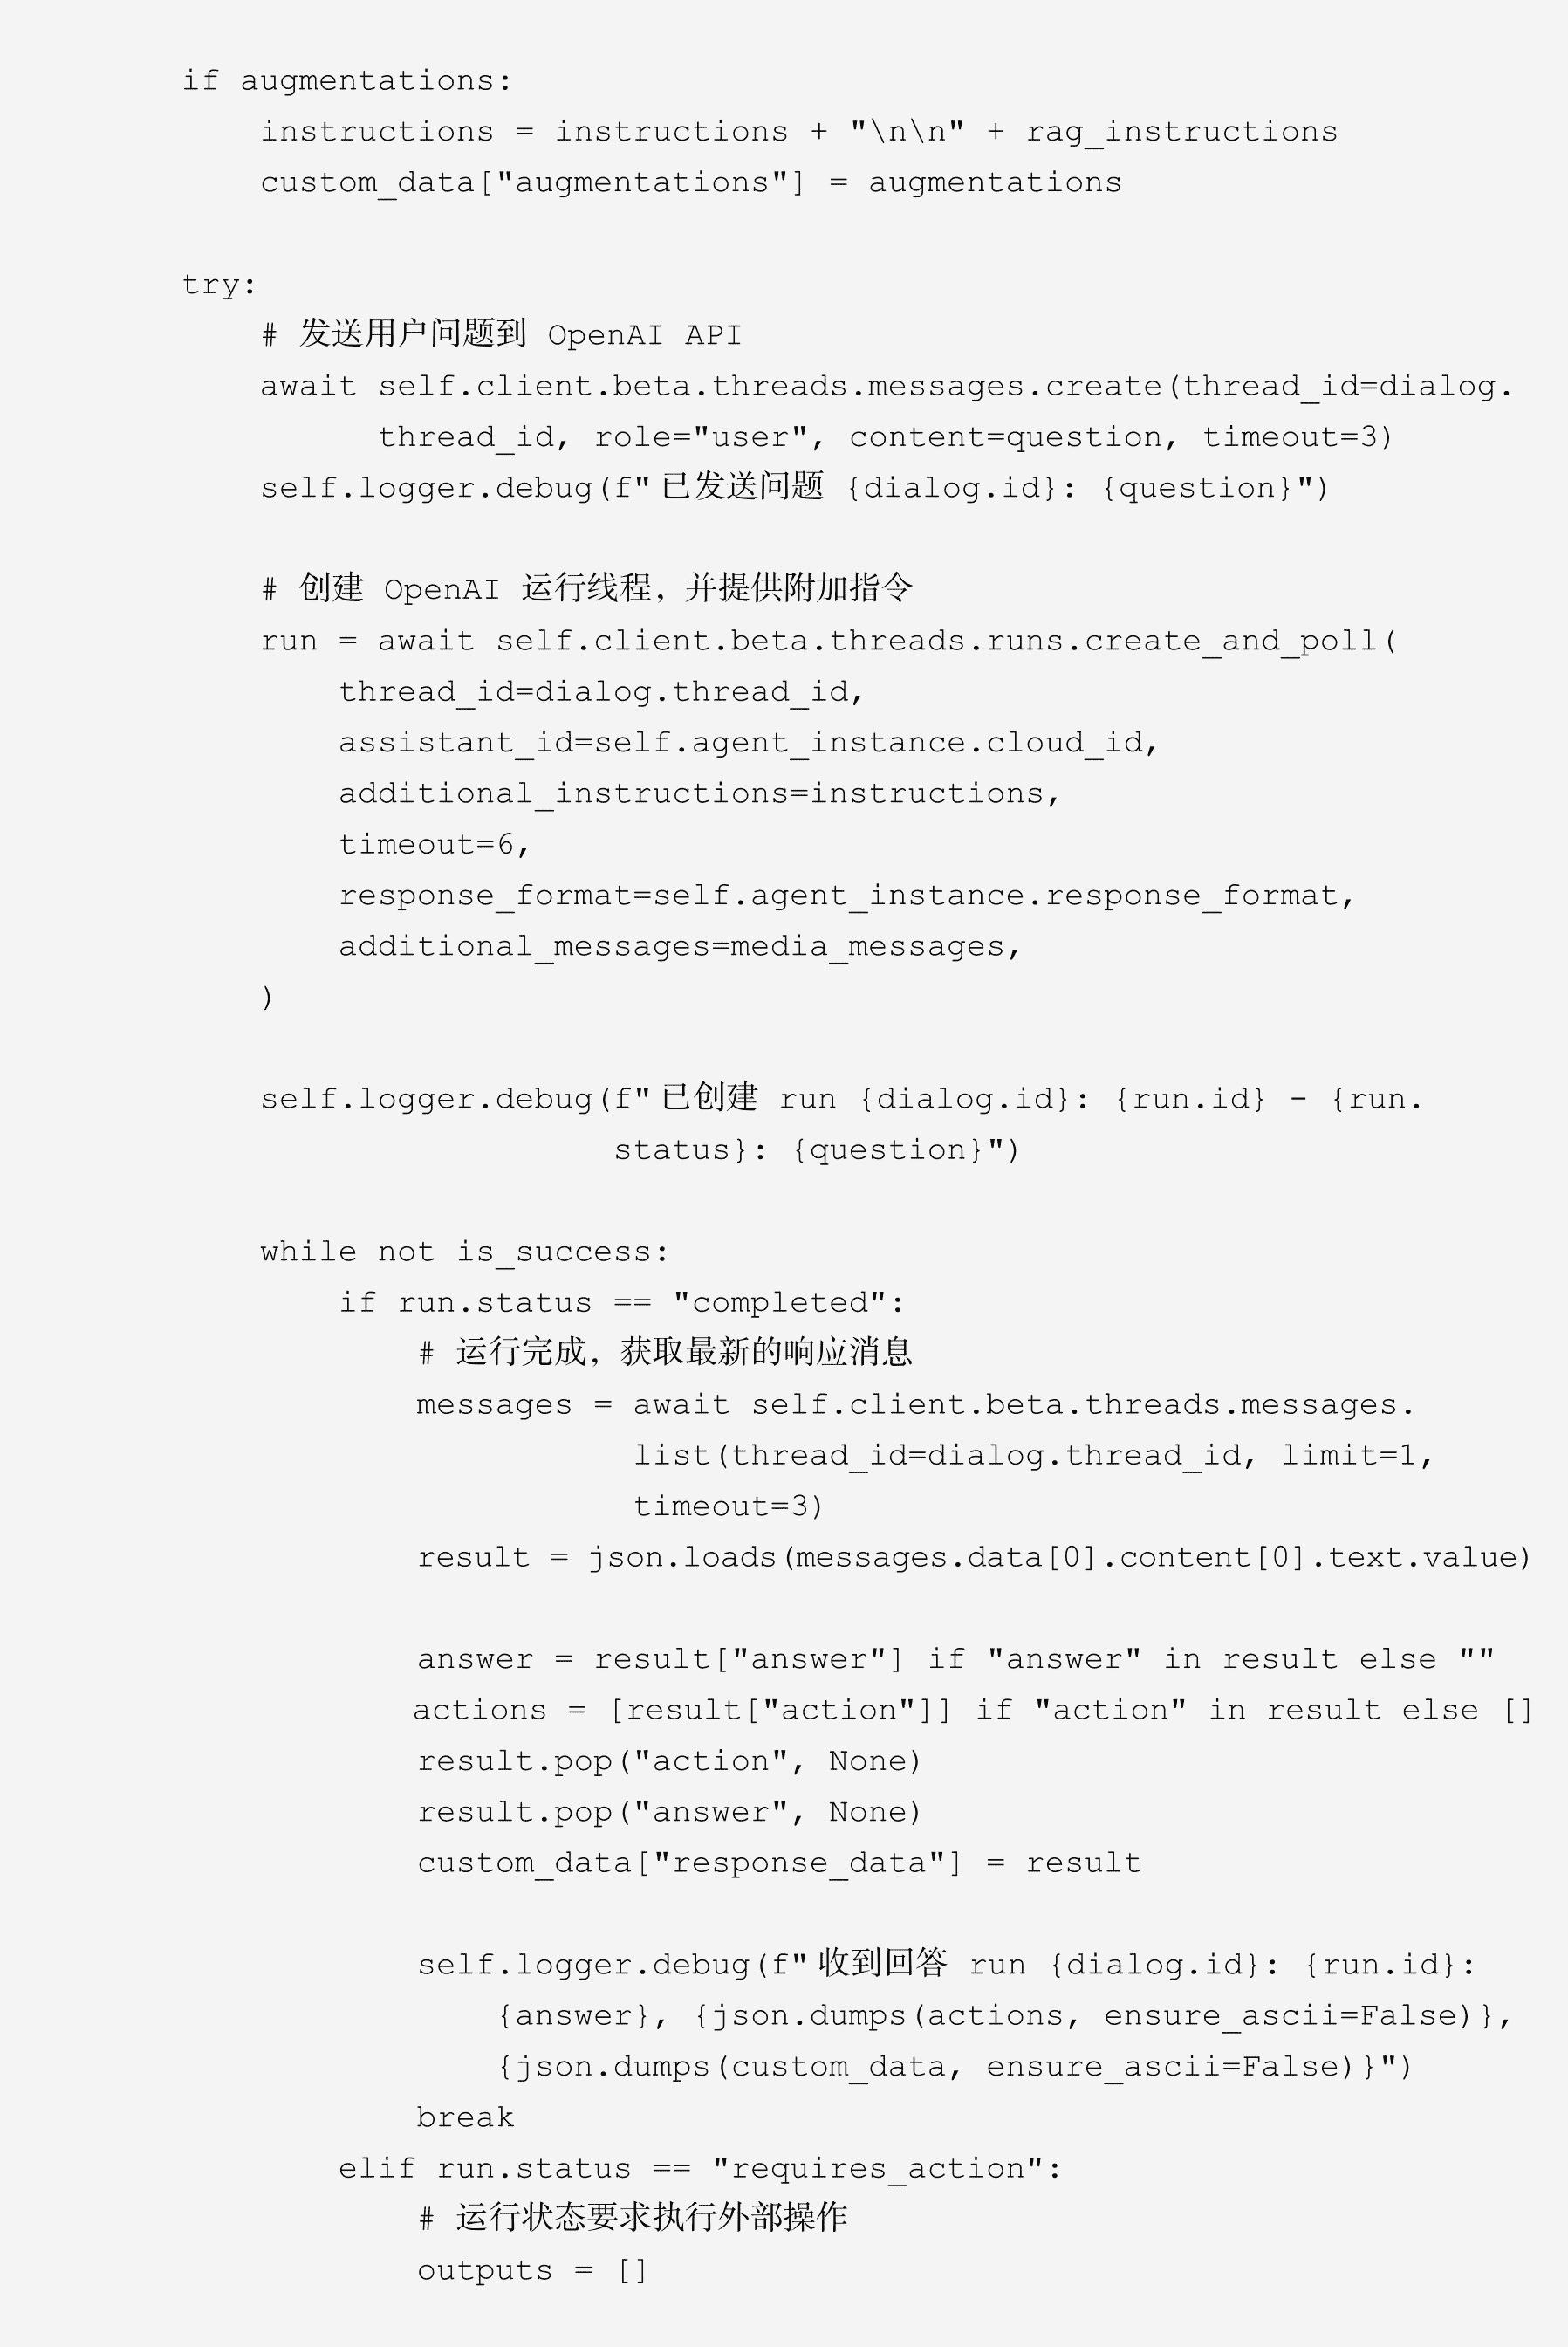 if augmentations:
    instructions = instructions + "\n\n" + rag_instructions
    custom_data["augmentations"] = augmentations

try:
    # 发送用户问题到 OpenAI API
    await self.client.beta.threads.messages.create(thread_id=dialog.
          thread_id, role="user", content=question, timeout=3)
    self.logger.debug(f"已发送问题 {dialog.id}: {question}")

    # 创建 OpenAI 运行线程，并提供附加指令
    run = await self.client.beta.threads.runs.create_and_poll(
        thread_id=dialog.thread_id,
        assistant_id=self.agent_instance.cloud_id,
        additional_instructions=instructions,
        timeout=6,
        response_format=self.agent_instance.response_format,
        additional_messages=media_messages,
    )

    self.logger.debug(f"已创建 run {dialog.id}: {run.id} - {run.
                      status}: {question}")

    while not is_success:
        if run.status == "completed":
            # 运行完成，获取最新的响应消息
            messages = await self.client.beta.threads.messages.
                       list(thread_id=dialog.thread_id, limit=1,
                       timeout=3)
            result = json.loads(messages.data[0].content[0].text.value)

            answer = result["answer"] if "answer" in result else ""
            actions = [result["action"]] if "action" in result else []
            result.pop("action", None)
            result.pop("answer", None)
            custom_data["response_data"] = result

            self.logger.debug(f"收到回答 run {dialog.id}: {run.id}:
                {answer}, {json.dumps(actions, ensure_ascii=False)},
                {json.dumps(custom_data, ensure_ascii=False)}")
            break
        elif run.status == "requires_action":
            # 运行状态要求执行外部操作
            outputs = []